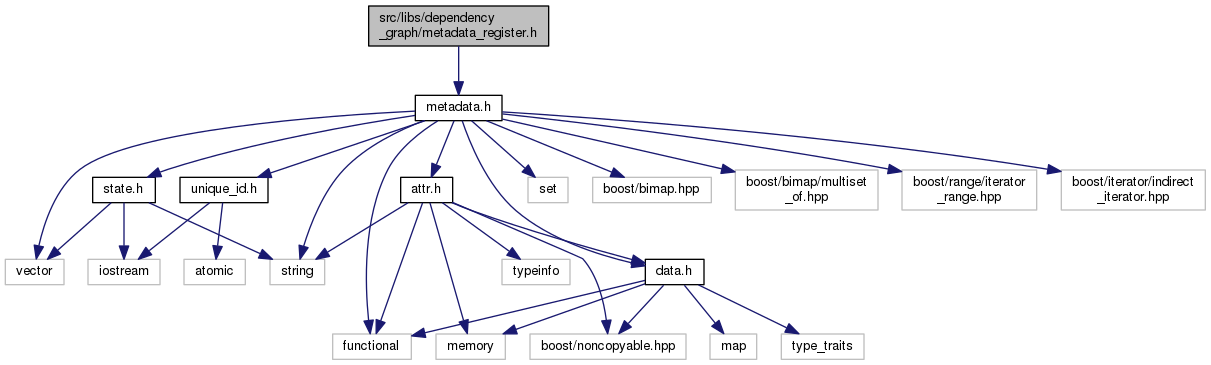 src/libs/dependency
_graph/metadata_register.h
metadata.h
state.h
unique_id.h
attr.h
set
boost/bimap.hpp
boost/bimap/multiset
_of.hpp
boost/range/iterator
_range.hpp
boost/iterator/indirect
_iterator.hpp
vector
iostream
atomic
string
typeinfo
data.h
functional
memory
boost/noncopyable.hpp
map
type_traits